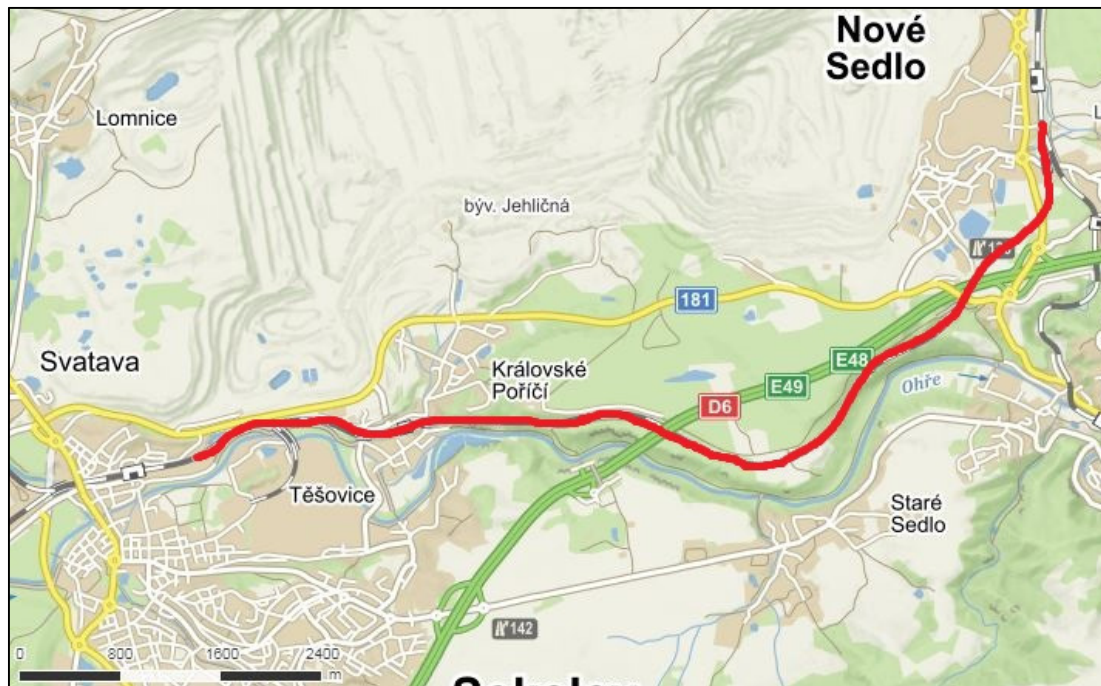 Nové
Sedlo
Lomnice
býv. Jehličná
181
Svatava
Královské
Poříčí
E48
E49
D6
Ohře
Těšovice
Staré
Sedlo
142
0 800 1600 2400
m